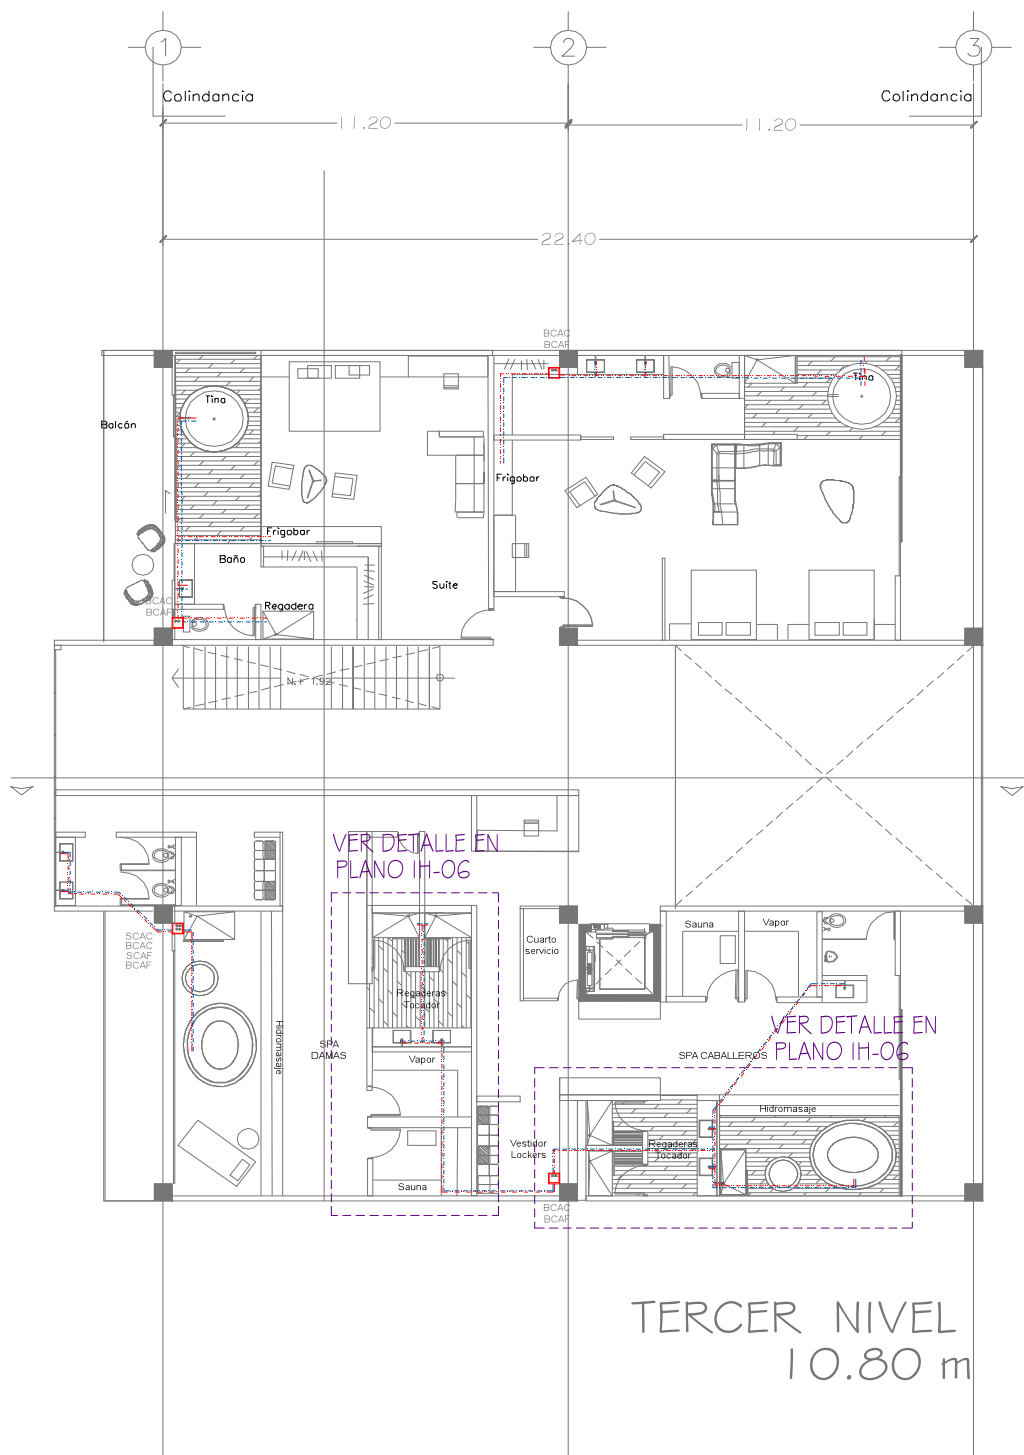 1
2
3
Colindancia
Colindancia
11.20
11.20
22.40
BCAC
BCAF
Tina
Tina
Balcón
Frigobar
Frigobar
Baño
Suite
BCAC
BCAF
Regadera
N.+ 1.92
VER DETALLE EN
PLANO IH-06
SCAC
BCAC
SCAF
BCAF
Cuarto
servicio
Sauna
Vapor
Regaderas
Tocador
Hidromasaje
SPA
DAMAS
Vapor
VER DETALLE EN
PLANO IH-06
SPA CABALLEROS
Hidromasaje
Vestidor
Lockers
Regaderas
Tocador
Sauna
BCAC
BCAF
TERCER NIVEL
10.80 m